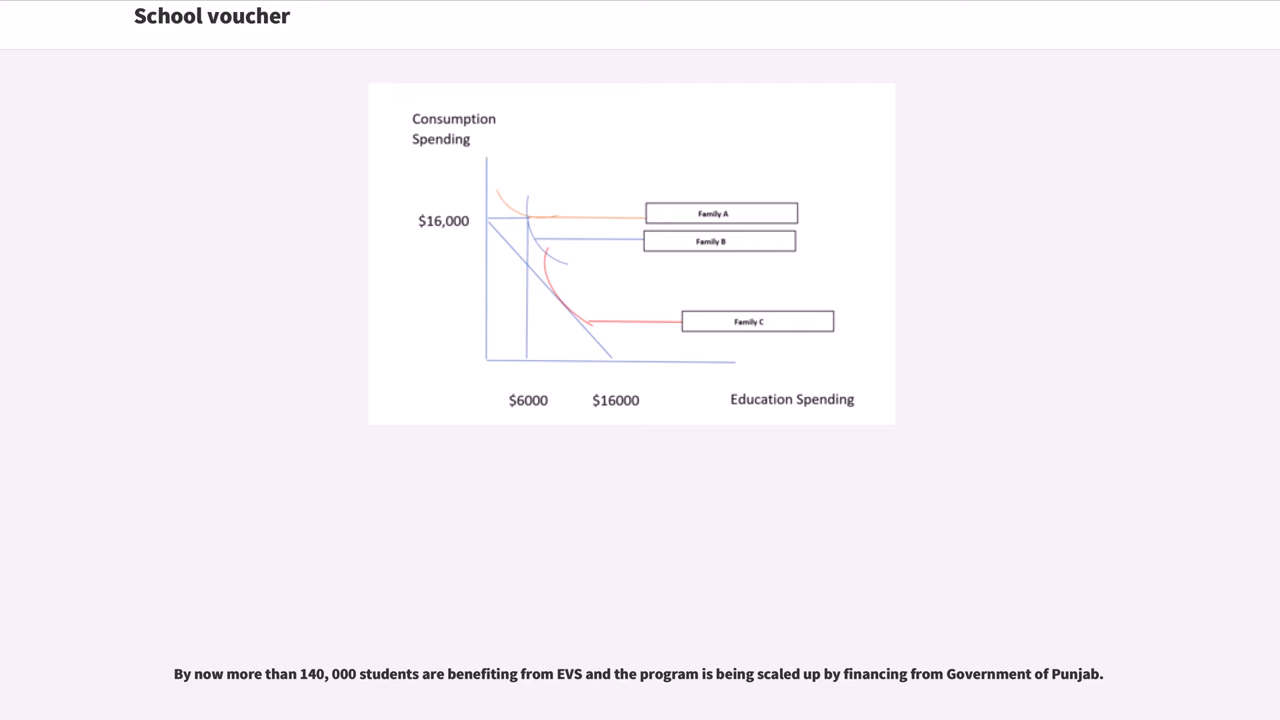 School voucher
Consumption
Spending
$16,000
Family A
Family B
Family C
$6000
$16000
Education Spending
By now more than 140, 000 students are benefiting from EVS and the program is being scaled up by financing from Government of Punjab.